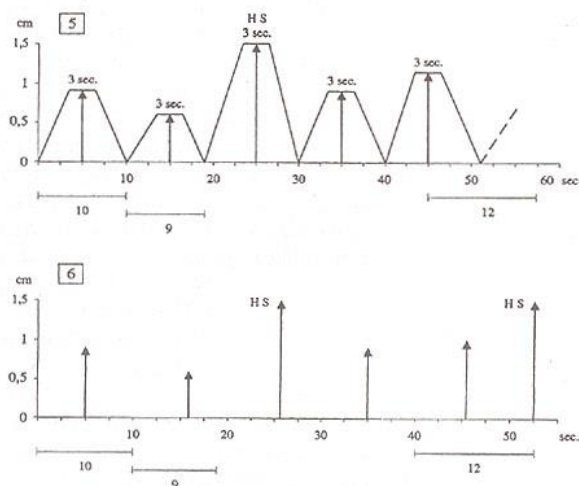 cm 5 H S
1,5 3 sec.
1
3 sec. 3 sec. 3 sec. 3 sec.
0,5
0
10 20 30 40 50 60 sec.
10 9 12
cm 6
1,5 H S H S
1
0,5
0
10 20 30 40 50 sec.
10 9 12